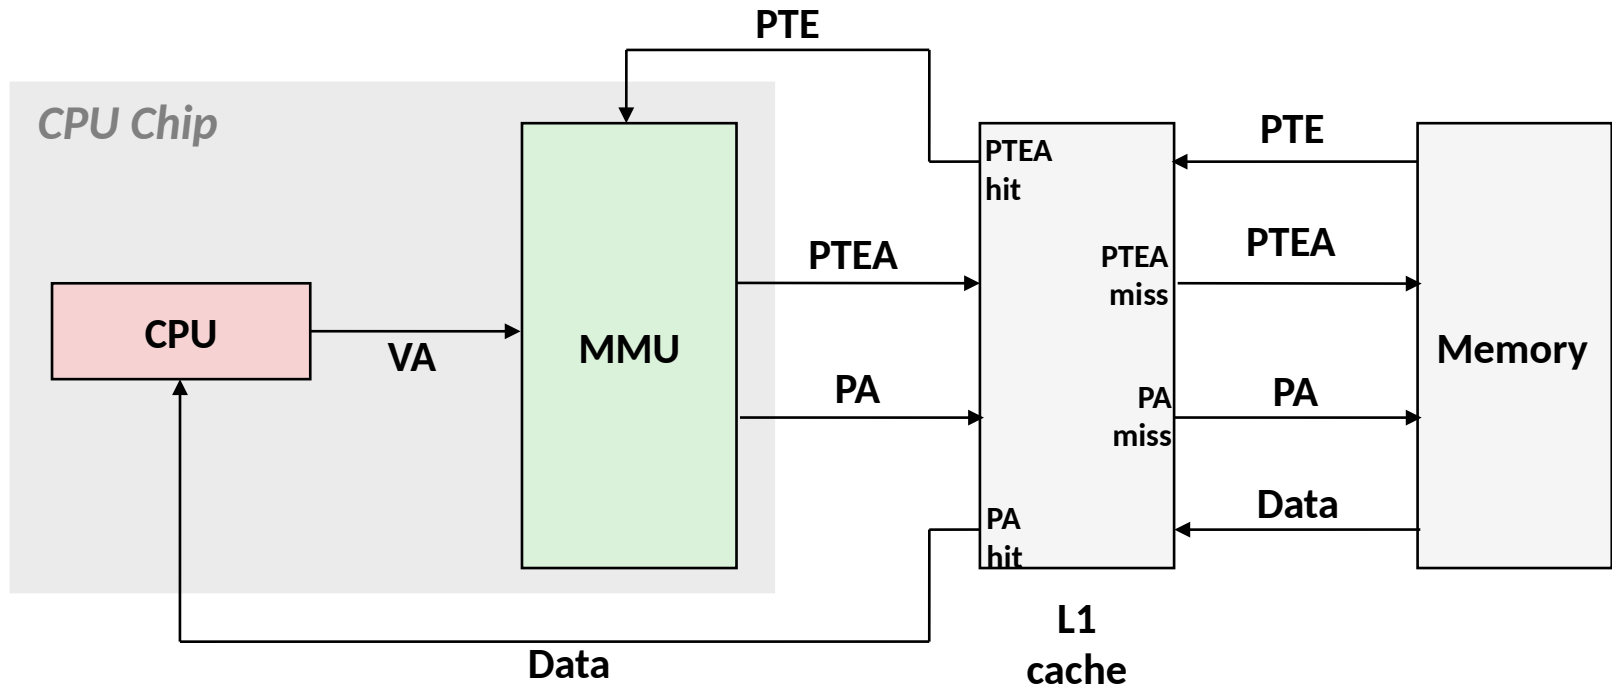 PTE
CPU Chip
PTEA
hit
PTE
PTEA
PTEA
miss
PTEA
CPU
VA
MMU
Memory
PA
PA
miss
PA
PA
hit
Data
L1
cache
Data